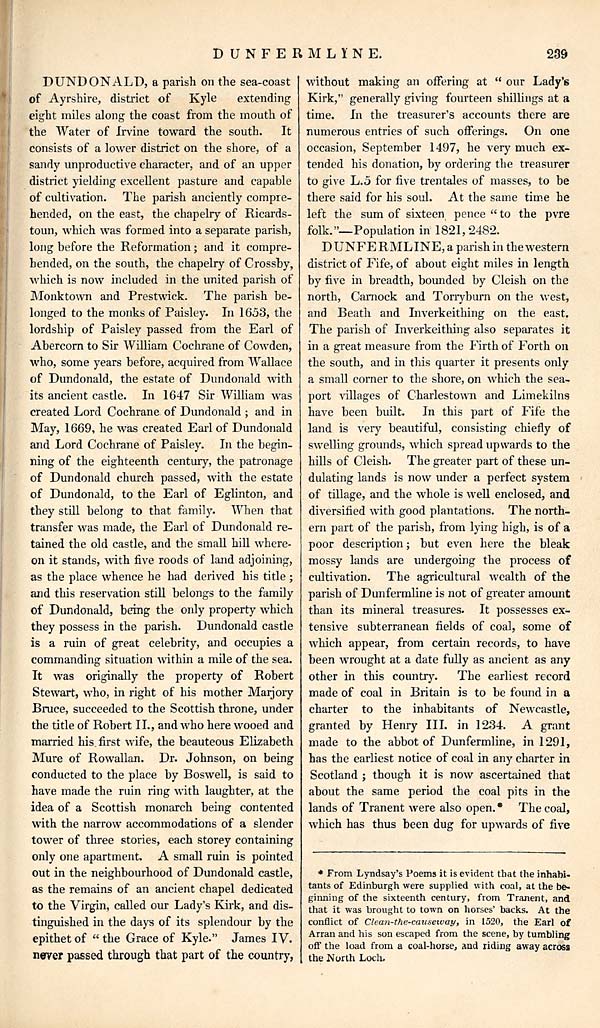 DUNFERMLINE.
239
DUNDONALD, a parish on the sea-coast
of Ayrshire, district of Kyle extending
eight miles along the coast from the mouth of
the Water of Irvine toward the south. It
consists of a lower district on the shore, of a
sandy unproductive character, and of an upper
district yielding excellent pasture and capable
of cultivation. The parish anciently compre-
hended, on the east, the chapelry of Ricards-
toun, which was formed into a separate parish,
long before the Reformation; and it compre-
hended, on the south, the chapelry of Crossby,
which is now included in the united parish of
Monktown and Prestwick. The parish be-
longed to the monks of Paisley. In 1653, the
lordship of Paisley passed from the Earl of
Abercorn to Sir William Cochrane of Cowden,
who, some years before, acquired from Wallace
of Dundonald, the estate of Dundonald with
its ancient castle. In 1647 Sir William was
created Lord Cochrane of Dundonald; and in
May, 1669, he was created Earl of Dundonald
and Lord Cochrane of Paisley. In the begin-
ning of the eighteenth century, the patronage
of Dundonald church passed, with the estate
of Dundonald, to the Earl of Eglinton, and
they still belong to that family. When that
transfer was made, the Earl of Dundonald re-
tained the old castle, and the small hill where-
on it stands, with five roods of land adjoining,
as the place whence he had derived his title;
and this reservation still belongs to the family
of Dundonald, being the only property which
they possess in the parish. Dundonald castle
is a ruin of great celebrity, and occupies a
commanding situation within a mile of the sea.
It was originally the property of Robert
Stewart, who, in right of his mother Marjory
Bruce, succeeded to the Scottish throne, under
the title of Robert II., and who here wooed and
married his first wife, the beauteous Elizabeth
Mure of Rowallan. Dr. Johnson, on being
conducted to the place by Boswell, is said to
have made the ruin ring with laughter, at the
idea of a Scottish monarch being contented
with the narrow accommodations of a slender
tower of three stories, each storey containing
only one apartment. A small ruin is pointed
out in the neighbourhood of Dundonald castle,
as the remains of an ancient chapel dedicated
to the Virgin, called our Lady's Kirk, and dis-
tinguished in the days of its splendour by the
epithet of "the Grace of Kyle." James IV.
never passed through that part of the country,
without making an offering at "our Lady's
Kirk," generally giving fourteen shillings at a
time. In the treasurer's accounts there are
numerous entries of such offerings. On one
occasion, September 1497, he very much ex-
tended his donation, by ordering the treasurer
to give L.5 for five trentales of masses, to be
there said for his soul. At the same time he
left the sum of sixteen pence "to the pvre
folk."—Population in 1821, 2482.
DUNFERMLINE, a parish in the western
district of Fife, of about eight miles in length
by five in breadth, bounded by Cleish on the
north, Carnock and Torryburn on the west,
and Beath and Inverkeithing on the east.
The parish of Inverkeithing also separates it
in a great measure from the Firth of Forth on
the south, and in this quarter it presents only
a small corner to the shore, on which the sea-
port villages of Charlestown and Limekilns
have been built. In this part of Fife the
land is very beautiful, consisting chiefly of
swelling grounds, which spread upwards to the
hills of Cleish. The greater part of these un-
dulating lands is now under a perfect system
of tillage, and the whole is well enclosed, and
diversified with good plantations. The north-
ern part of the parish, from lying high, is of a
poor description; but even here the bleak
mossy lands are undergoing the process of
cultivation. The agricultural wealth of the
parish of Dunfermline is not of greater amount
than its mineral treasures. It possesses ex-
tensive subterranean fields of coal, some of
which appear, from certain records, to have
been wrought at a date fully as ancient as any
other in this country. The earliest record
made of coal in Britain is to be found in a
charter to the inhabitants of Newcastle,
granted by Henry III. in 1234. A grant
made to the abbot of Dunfermline, in 1291,
has the earliest notice of coal in any charter in
Scotland; though it is now ascertained that
about the same period the coal pits in the
lands of Tranent were also open.* The coal,
which has thus been dug for upwards of five
* From Lyndsay's Poems it is evident that the inhabi-
tants of Edinburgh were supplied with coal, at the be-
ginning of the sixteenth century, from Tranent, and
that it was brought to town on horses' backs. At the
conflict of Clean-the-causeway, in 1520, the Earl of
Arran and his son escaped from the scene, by tumbling
off the load from a coal-horse, and riding away across
the North Loch.